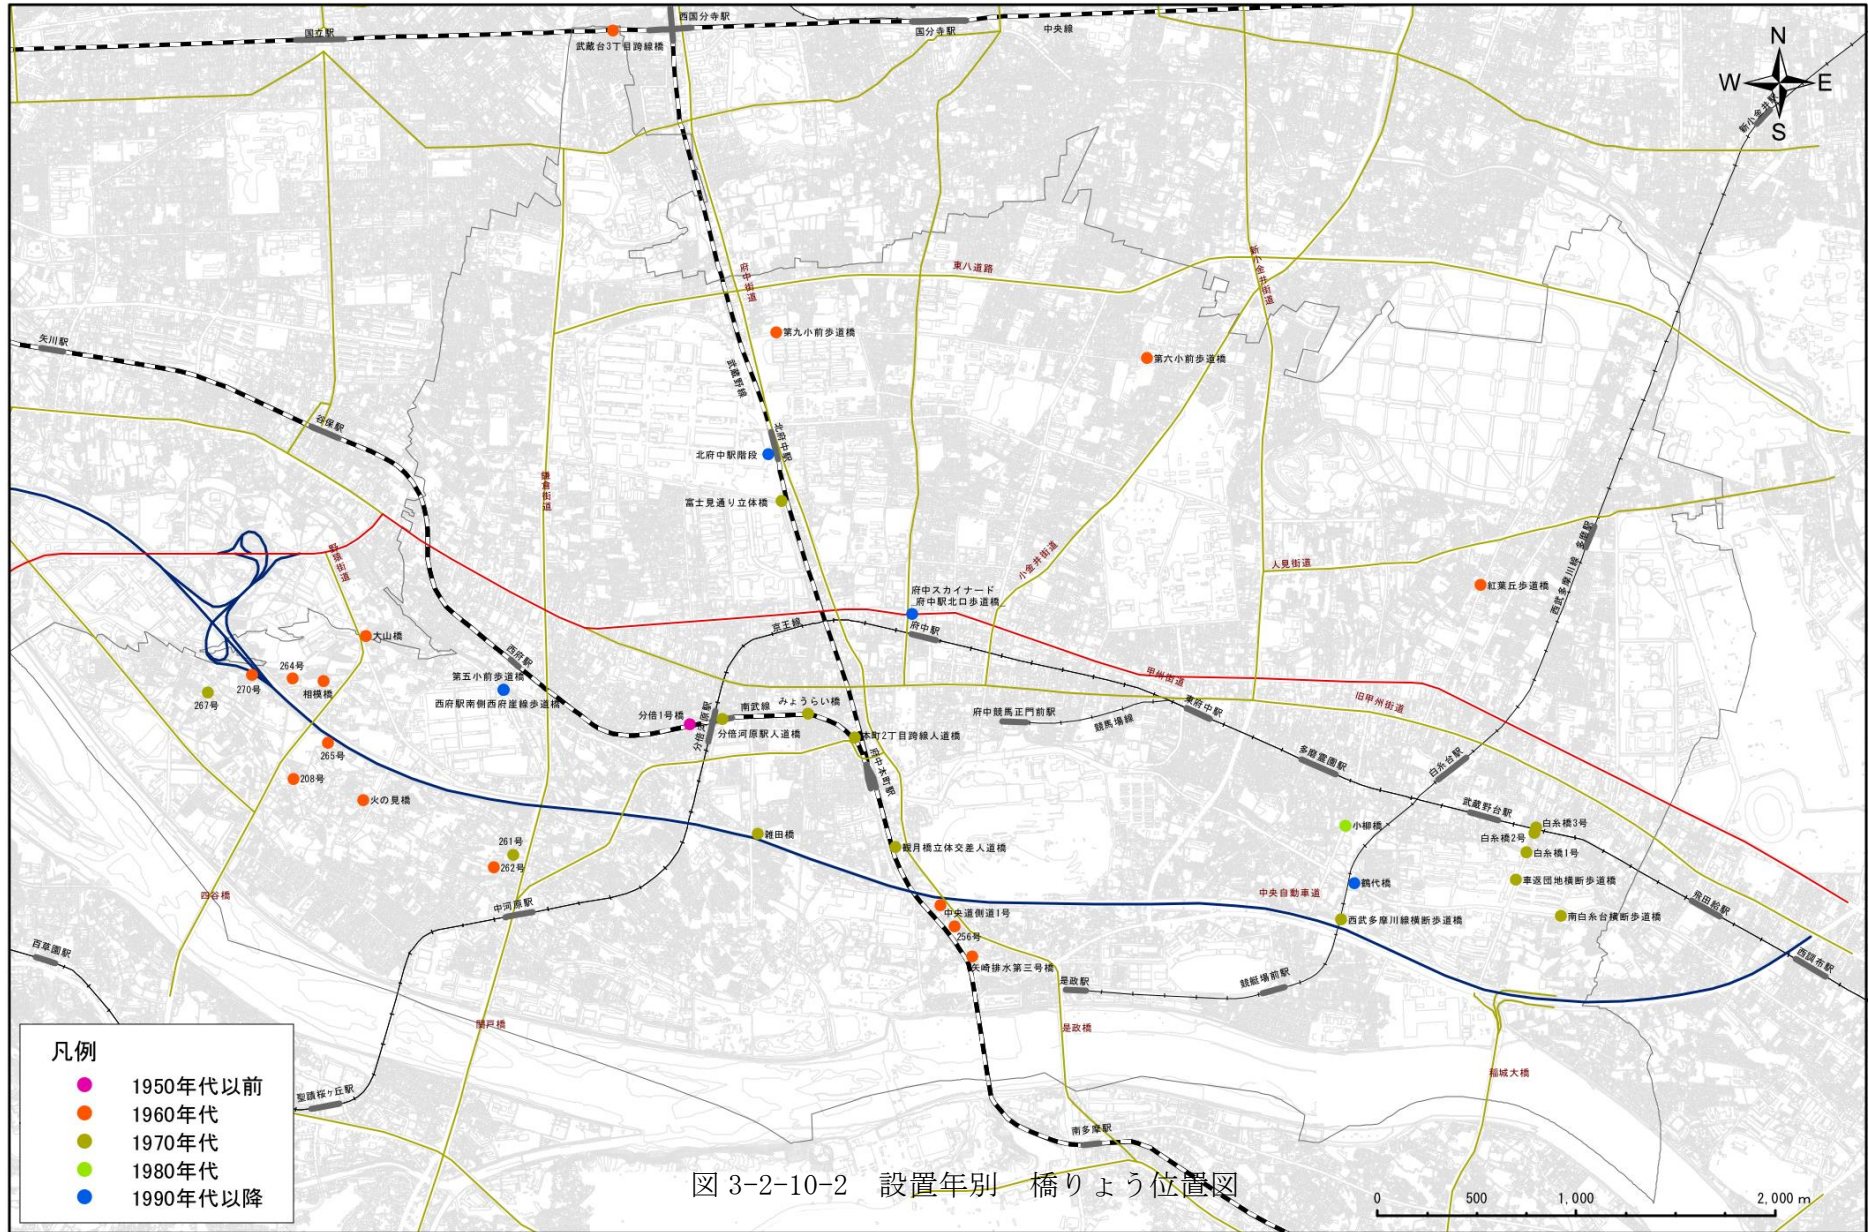 西国分寺駅
国立駅
国分寺駅
中央線
武蔵台3丁目跨線橋
N
W
E
S
新小金井駅
府中街道
東八道路
新小金井街道
矢川駅
第九小前歩道橋
第六小前歩道橋
武蔵野線
谷保駅
北府中駅
北府中駅階段
鎌倉街道
富士見通り立体橋
小金井街道
人見街道
多磨駅
西武多摩川線
紅葉丘歩道橋
野猿街道
府中スカイナード
府中駅北口歩道橋
京王線
府中駅
大山橋
西府駅
264号
270号
相模橋
267号
第五小前歩道橋
西府駅南側西府崖線歩道橋
甲州街道
旧甲州街道
東府中駅
府中競馬正門前駅
競馬場線
分倍1号橋
分倍河原駅
南武線
みょうらい橋
分倍河原駅人道橋
本町2丁目跨線人道橋
府中本町駅
265号
208号
火の見橋
多磨霊園駅
白糸台駅
武蔵野台駅
小柳橋
白糸橋3号
白糸橋2号
白糸橋1号
雑田橋
観月橋立体交差人道橋
261号
262号
鶴代橋
車返団地横断歩道橋
四谷橋
中河原駅
中央自動車道
中央道側道1号
西武多摩川線横断歩道橋
南白糸台横断歩道橋
飛田給駅
256号
百草園駅
矢崎排水第三号橋
西調布駅
是政駅
競艇場前駅
関戸橋
是政橋
稲城大橋
聖蹟桜ヶ丘駅
南多摩駅
凡例
1950年代以前
1960年代
1970年代
1980年代
1990年代以降
図 3-2-10-2 設置年別 橋りょう位置図
0 500 1,000 2,000 m